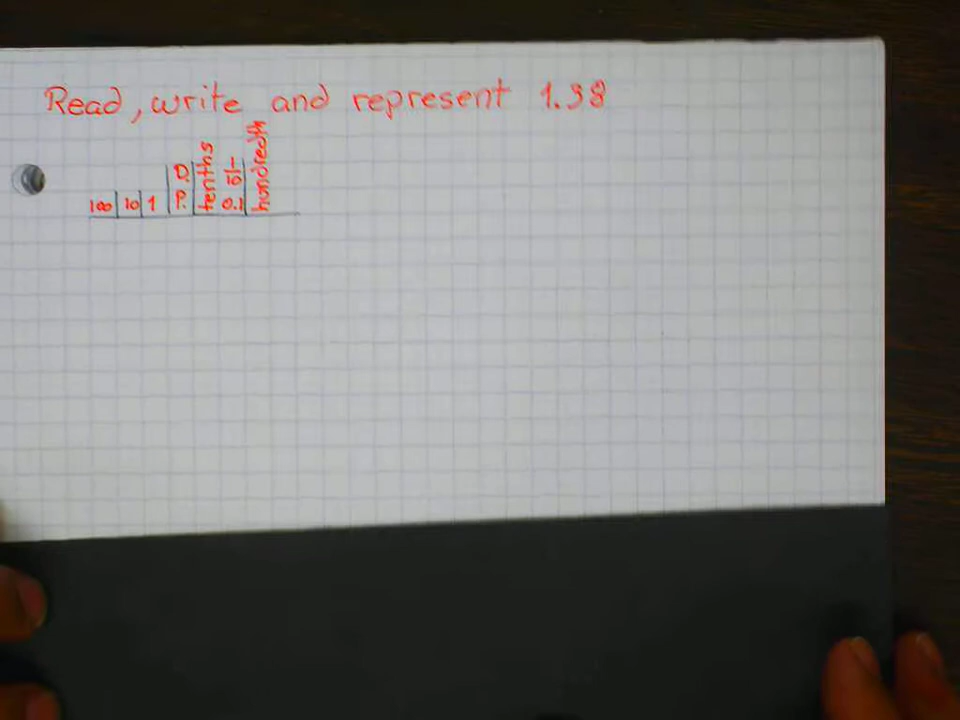 Read, write and represent 1.38
100 10 1 P. D. tenths 0.1 1/10 hundredth